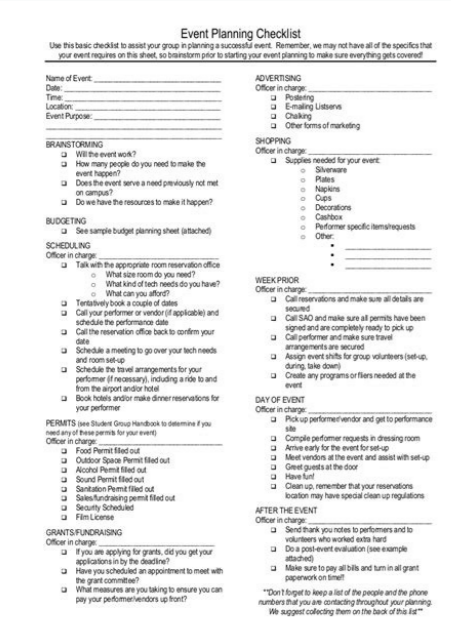 Event Planning Checklist
Use this basic checklist to assist your group in planning a successful event. Remember, we may not have all of the specifics that
your event requires on this sheet, so brainstorm prior to starting your event planning to make sure everything gets covered!
Name of Event:
Date:
Time:
Location:
Event Purpose:
BRAINSTORMING
Will the event work?
How many people do you need to make the
event happen?
Does the event serve a need previously not met
on campus?
Do we have the resources to make it happen?
BUDGETING
See sample budget planning sheet (attached)
SCHEDULING
Officer in charge:
Talk with the appropriate room reservation office
What size room do you need?
What kind of tech needs do you have?
What can you afford?
Tentatively book a couple of dates
Call your performer or vendor (if applicable) and
schedule the performance date
Call the reservation office back to confirm your
date
Schedule a meeting to go over your tech needs
and room set-up
Schedule the travel arrangements for your
performer (if necessary), including a ride to and
from the airport and/or hotel
Book hotels and/or make dinner reservations for
your performer
PERMITS (see Student Group Handbook to determine if you
need any of these permits for your event)
Officer in charge:
Food Permit filled out
Outdoor Space Permit filled out
Alcohol Permit filled out
Sound Permit filled out
Sanitation Permit filled out
Sales/fundraising permit filled out
Security Scheduled
Film License
GRANTS/FUNDRAISING
Officer in charge:
If you are applying for grants, did you get your
applications in by the deadline?
Have you scheduled an appointment to meet with
the grant committee?
What measures are you taking to ensure you can
pay your performer/vendors up front?
ADVERTISING
Officer in charge:
Postering
E-mailing Listservs
Chalking
Other forms of marketing
SHOPPING
Officer in charge:
Supplies needed for your event:
Silverware
Plates
Napkins
Cups
Decorations
Cashbox
Performer specific items/requests
Other:
WEEK PRIOR
Officer in charge:
Call reservations and make sure all details are
secured
Call SAO and make sure all permits have been
signed and are completely ready to pick up
Call performer and make sure travel
arrangements are secured
Assign event shifts for group volunteers (set-up,
during, take down)
Create any programs or fliers needed at the
event
DAY OF EVENT
Officer in charge:
Pick up performer/vendor and get to performance
site
Compile performer requests in dressing room
Arrive early for the event for set-up
Meet vendors at the event and assist with set-up
Greet guests at the door
Have fun!
Clean up, remember that your reservations
location may have special clean up regulations
AFTER THE EVENT
Officer in charge:
Send thank you notes to performers and to
volunteers who worked extra hard
Do a post-event evaluation (see example
attached)
Make sure to pay all bills and turn in all grant
paperwork on time!!
**Don't forget to keep a list of the people and the phone
numbers that you are contacting throughout your planning.
We suggest collecting them on the back of this list**